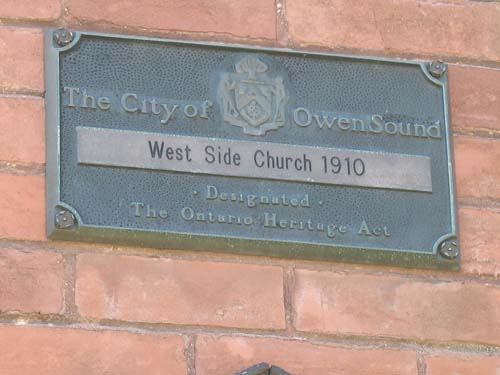 The City of Owen Sound
West Side Church 1910
· Designated ·
The Ontario Heritage Act